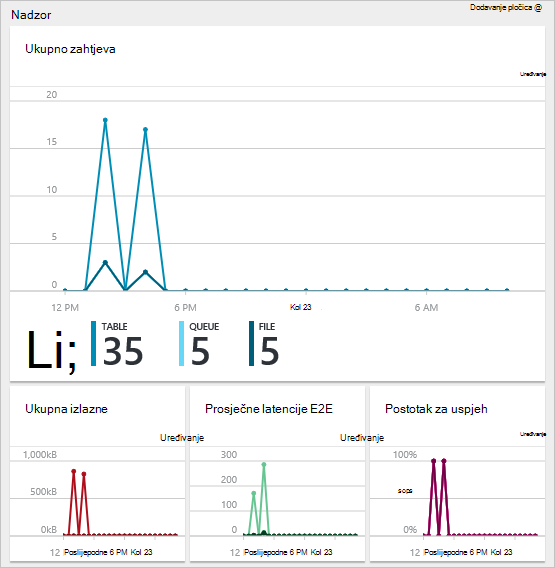 Nadzor
Dodavanje pločica @
Ukupno zahtjeva
Uređivanje
20
15
10
5
0
12 PM 6 PM Kol 23 6 AM
Li;
TABLE QUEUE FILE
35 5 5
Ukupna izlazne Prosječne latencije E2E Postotak za uspjeh
Uređivanje Uređivanje Uređivanje
1,000kB 300 100%
200
500kB sops
100
0kB 0 0%
12 Poslijepodne 6 PM Kol 23 12 Poslijepodne 6 PM Kol 23 12 Poslijepodne 6 PM Kol 23